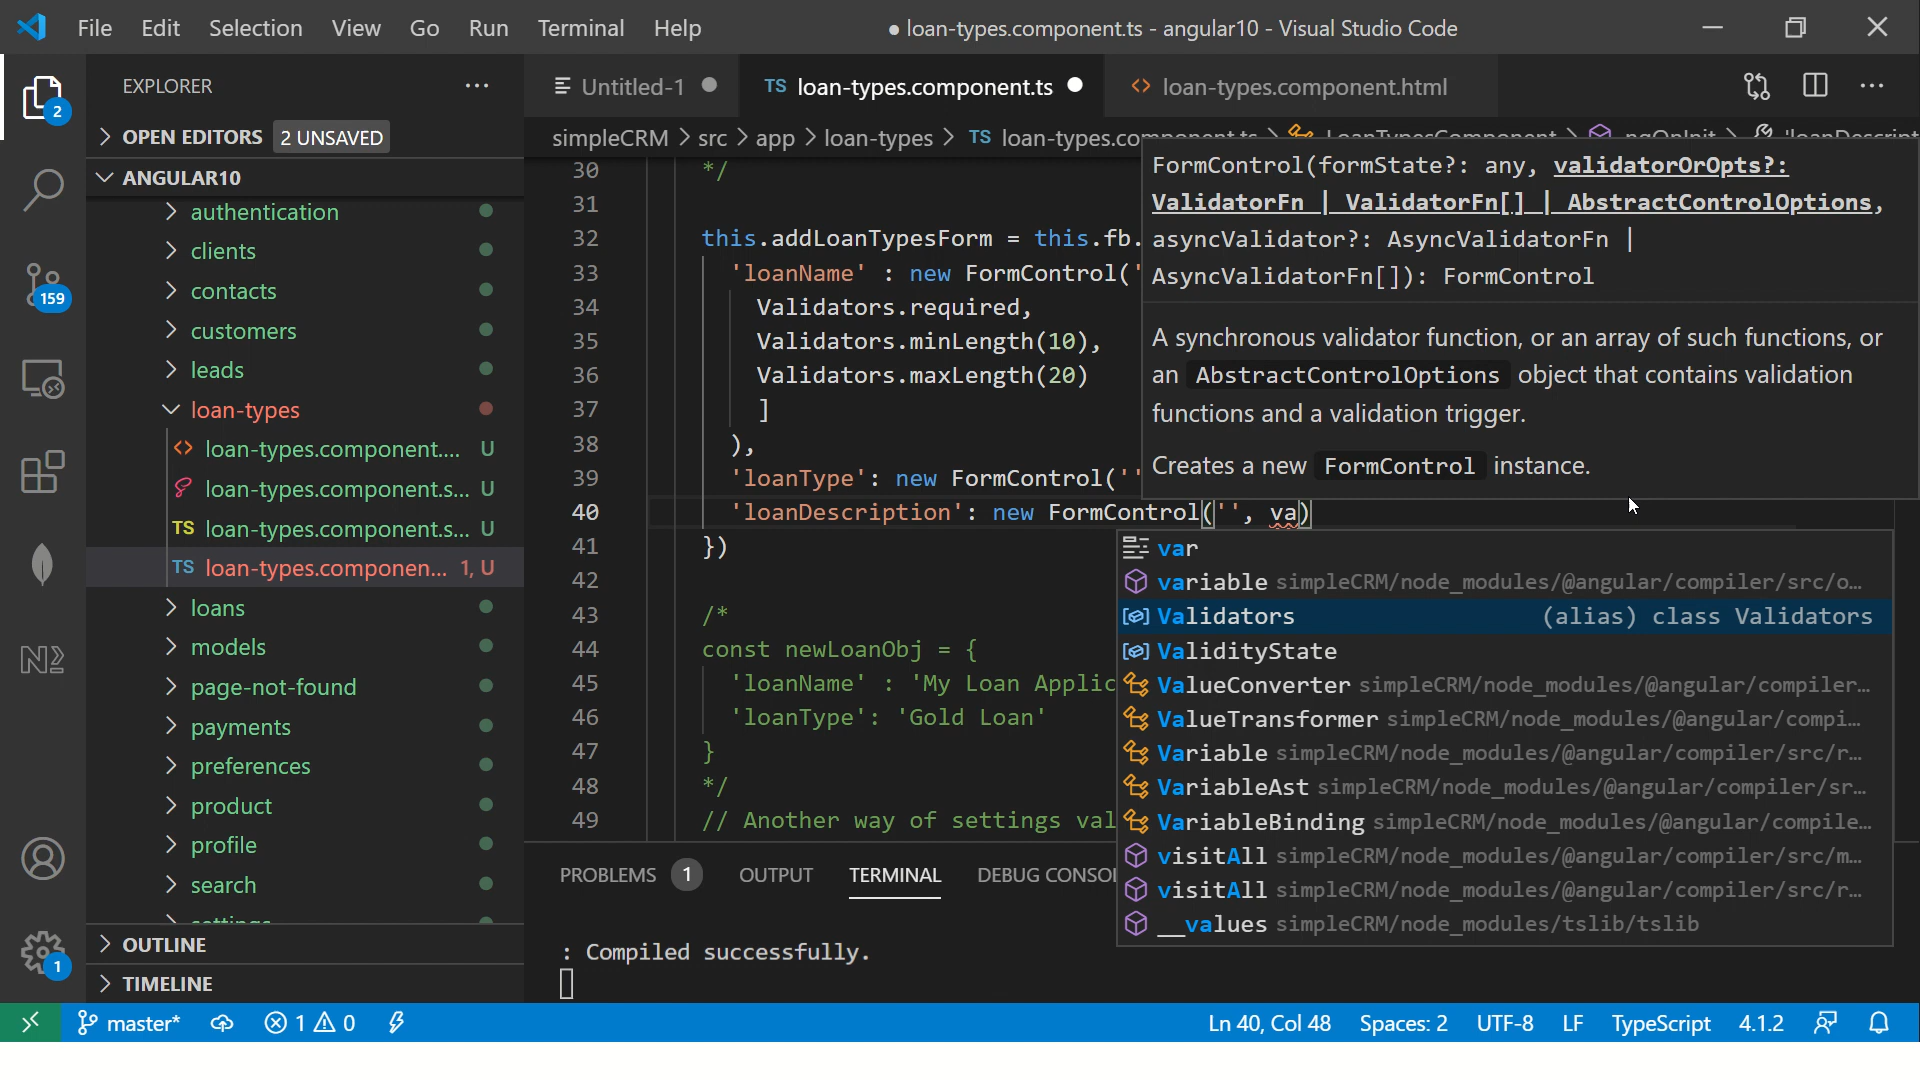 File Edit Selection View Go Run Terminal Help
● loan-types.component.ts - angular10 - Visual Studio Code
EXPLORER
Untitled-1
TS loan-types.component.ts
<> loan-types.component.html
2
OPEN EDITORS 2 UNSAVED
simpleCRM > src > app > loan-types > TS loan-types.component.ts > LoanTypesComponent > ngOnInit > 'loanDescript
ANGULAR10
authentication
clients
contacts
customers
leads
loan-types
<> loan-types.component.... U
loan-types.component.s... U
TS loan-types.component.s... U
TS loan-types.componen... 1, U
loans
models
page-not-found
payments
preferences
product
profile
search
settings
OUTLINE
TIMELINE
159
1
30 */
31
32 this.addLoanTypesForm = this.fb.
33 'loanName' : new FormControl('
34 Validators.required,
35 Validators.minLength(10),
36 Validators.maxLength(20)
37 ]
38 ),
39 'loanType': new FormControl(''
40 'loanDescription': new FormControl('', va)
41 })
42
43 /*
44 const newLoanObj = {
45 'loanName' : 'My Loan Applic
46 'loanType': 'Gold Loan'
47 }
48 */
49 // Another way of settings val
FormControl(formState?: any, validatorOrOpts?:
ValidatorFn | ValidatorFn[] | AbstractControlOptions,
asyncValidator?: AsyncValidatorFn |
AsyncValidatorFn[]): FormControl
A synchronous validator function, or an array of such functions, or
an AbstractControlOptions object that contains validation
functions and a validation trigger.
Creates a new FormControl instance.
var
variable simpleCRM/node_modules/@angular/compiler/src/o...
Validators (alias) class Validators
ValidityState
ValueConverter simpleCRM/node_modules/@angular/compiler...
ValueTransformer simpleCRM/node_modules/@angular/compi...
Variable simpleCRM/node_modules/@angular/compiler/src/r...
VariableAst simpleCRM/node_modules/@angular/compiler/sr...
VariableBinding simpleCRM/node_modules/@angular/compile...
visitAll simpleCRM/node_modules/@angular/compiler/src/m...
visitAll simpleCRM/node_modules/@angular/compiler/src/r...
__values simpleCRM/node_modules/tslib/tslib
PROBLEMS 1 OUTPUT TERMINAL DEBUG CONSOL
: Compiled successfully.
master* 1 0
Ln 40, Col 48 Spaces: 2 UTF-8 LF TypeScript 4.1.2